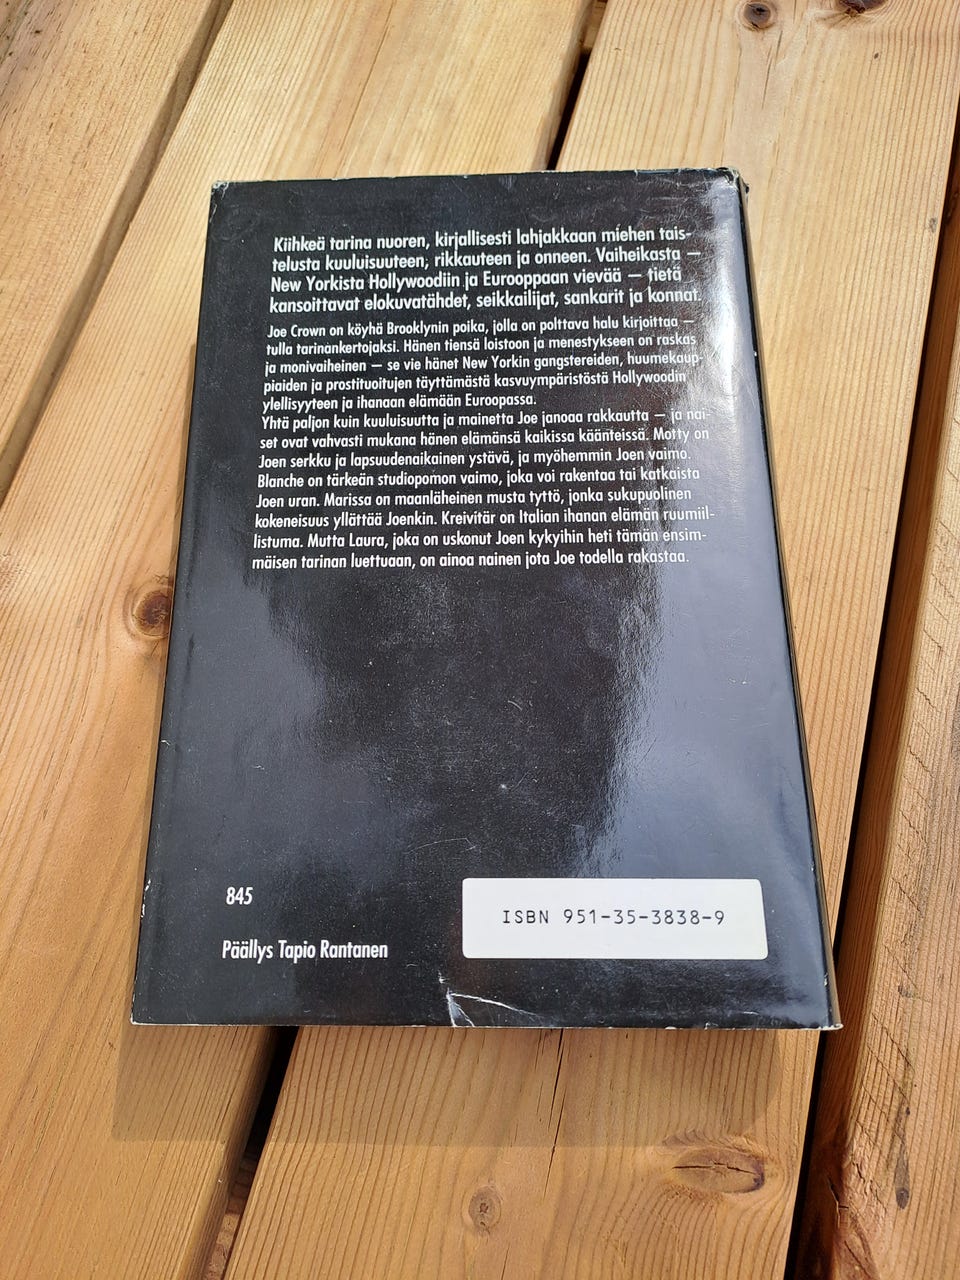 Kiihkeä tarina nuoren, kirjallisesti lahjakkaan miehen tais-
telusta kuuluisuuteen, rikkauteen ja onneen. Vaiheikasta –
New Yorkista Hollywoodiin ja Eurooppaan vievää – tietä
kansoittavat elokuvatähdet, seikkailijat, sankarit ja konnat.
Joe Crown on köyhä Brooklynin poika, jolla on polttava halu kirjoittaa –
tulla tarinankertojaksi. Hänen tiensä loistoon ja menestykseen on raskas
ja monivaiheinen – se vie hänet New Yorkin gangstereiden, huumekaup-
piaiden ja prostituoitujen täyttämästä kasvuympäristöstä Hollywoodin
ylellisyyteen ja ihanaan elämään Euroopassa.
Yhtä paljon kuin kuuluisuutta ja mainetta Joe janoaa rakkautta – ja nai-
set ovat vahvasti mukana hänen elämänsä kaikissa käänteissä. Motty on
Joen serkku ja lapsuudenaikainen ystävä, ja myöhemmin Joen vaimo.
Blanche on tärkeän studiopomon vaimo, joka voi rakentaa tai katkaista
Joen uran. Marissa on maanläheinen musta tyttö, jonka sukupuolinen
kokeneisuus yllättää Joenkin. Kreivitär on Italian ihanan elämän ruumiil-
listuma. Mutta Laura, joka on uskonut Joen kykyihin heti tämän ensim-
mäisen tarinan luettuaan, on ainoa nainen jota Joe todella rakastaa.
845
ISBN 951-35-3838-9
Päällys Tapio Rantanen